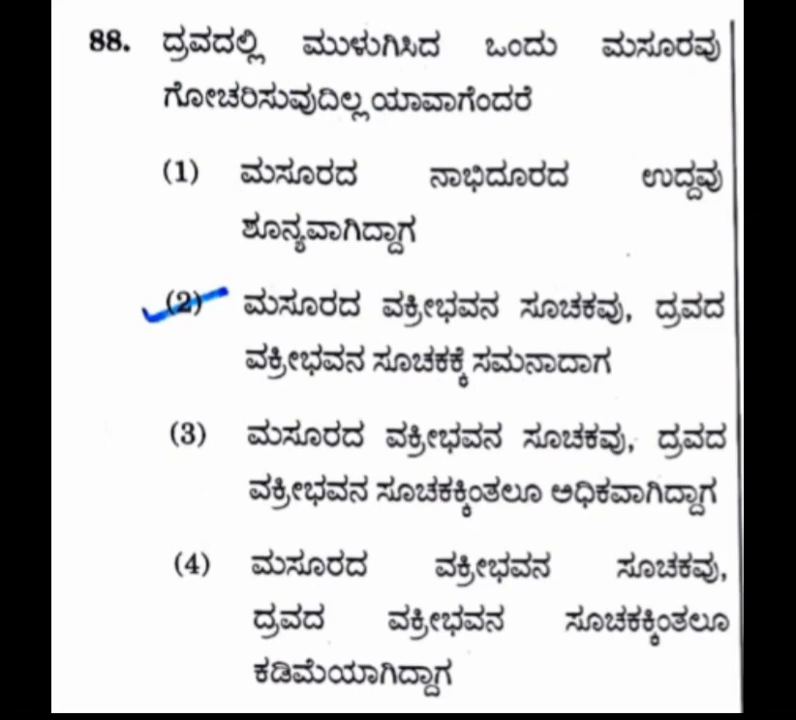 88. ದ್ರವದಲ್ಲಿ ಮುಳುಗಿಸಿದ ಒಂದು ಮಸೂರವು
ಗೋಚರಿಸುವುದಿಲ್ಲ ಯಾವಾಗೆಂದರೆ
(1) ಮಸೂರದ ನಾಭಿದೂರದ ಉದ್ದವು
ಶೂನ್ಯವಾಗಿದ್ದಾಗ
(2) ಮಸೂರದ ವಕ್ರೀಭವನ ಸೂಚಕವು, ದ್ರವದ
ವಕ್ರೀಭವನ ಸೂಚಕಕ್ಕೆ ಸಮನಾದಾಗ
(3) ಮಸೂರದ ವಕ್ರೀಭವನ ಸೂಚಕವು, ದ್ರವದ
ವಕ್ರೀಭವನ ಸೂಚಕಕ್ಕಿಂತಲೂ ಅಧಿಕವಾಗಿದ್ದಾಗ
(4) ಮಸೂರದ ವಕ್ರೀಭವನ ಸೂಚಕವು,
ದ್ರವದ ವಕ್ರೀಭವನ ಸೂಚಕಕ್ಕಿಂತಲೂ
ಕಡಿಮೆಯಾಗಿದ್ದಾಗ